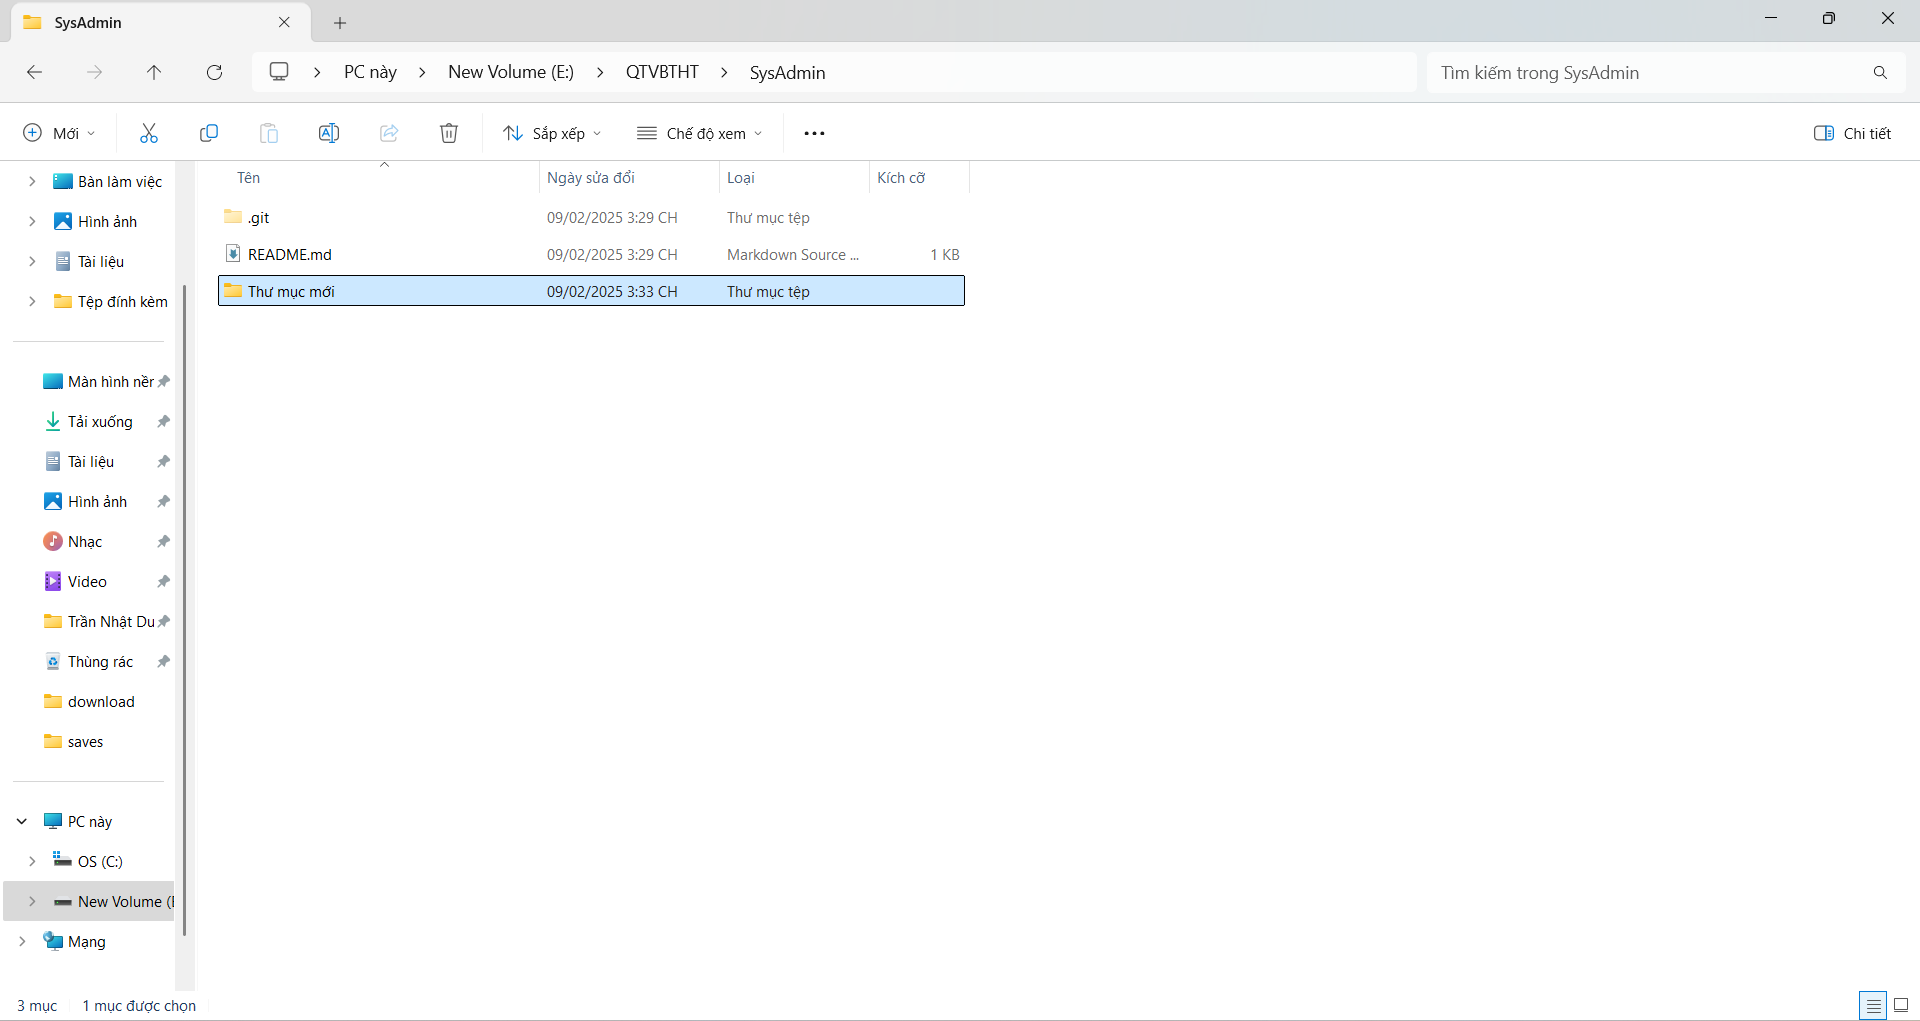 SysAdmin
PC này > New Volume (E:) > QTVBTHT > SysAdmin
Tìm kiếm trong SysAdmin
Mới
Sắp xếp
Chế độ xem
Chi tiết
Bàn làm việc
Hình ảnh
Tài liệu
Tệp đính kèm
Màn hình nền
Tải xuống
Tài liệu
Hình ảnh
Nhạc
Video
Trần Nhật Du
Thùng rác
download
saves
PC này
OS (C:)
New Volume (E
Mạng
Tên Ngày sửa đổi Loại Kích cỡ
.git 09/02/2025 3:29 CH Thư mục tệp
README.md 09/02/2025 3:29 CH Markdown Source ... 1 KB
Thư mục mới 09/02/2025 3:33 CH Thư mục tệp
3 mục 1 mục được chọn